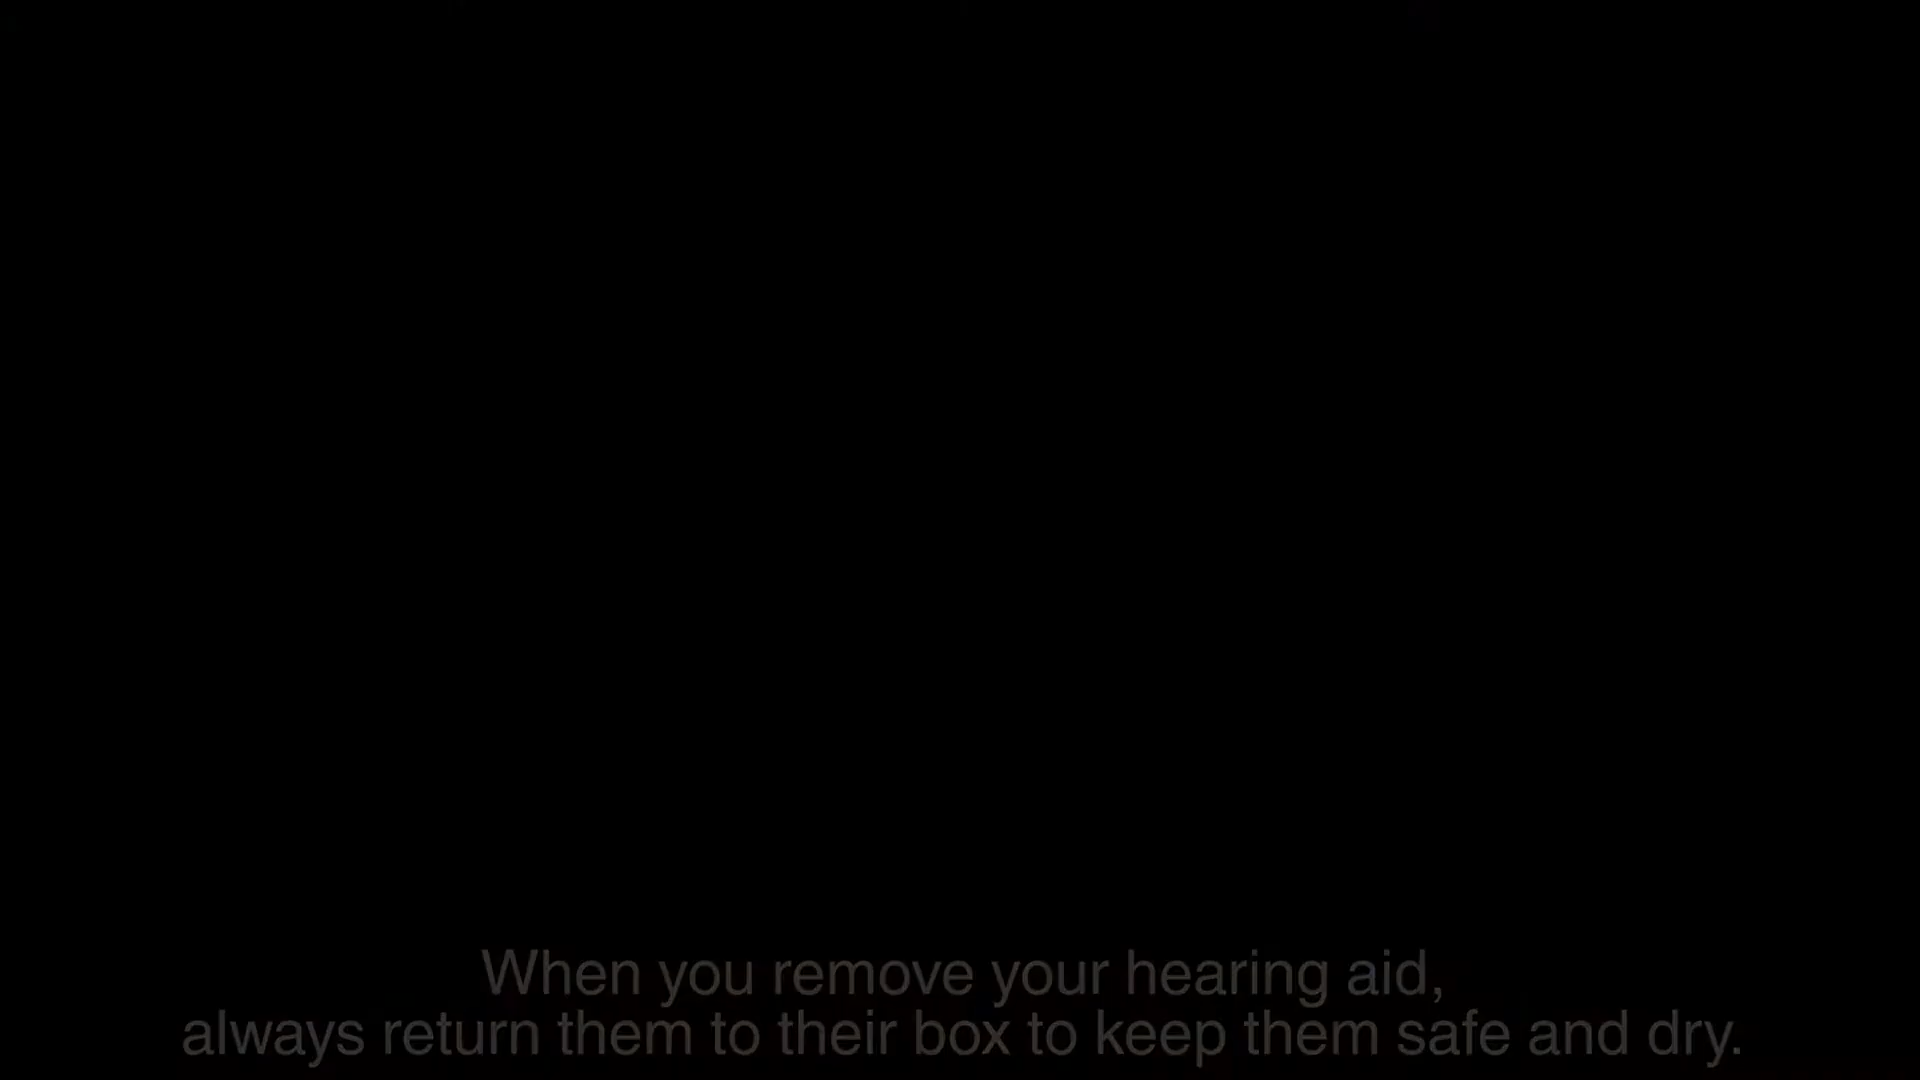 When you remove your hearing aid,
always return them to their box to keep them safe and dry.